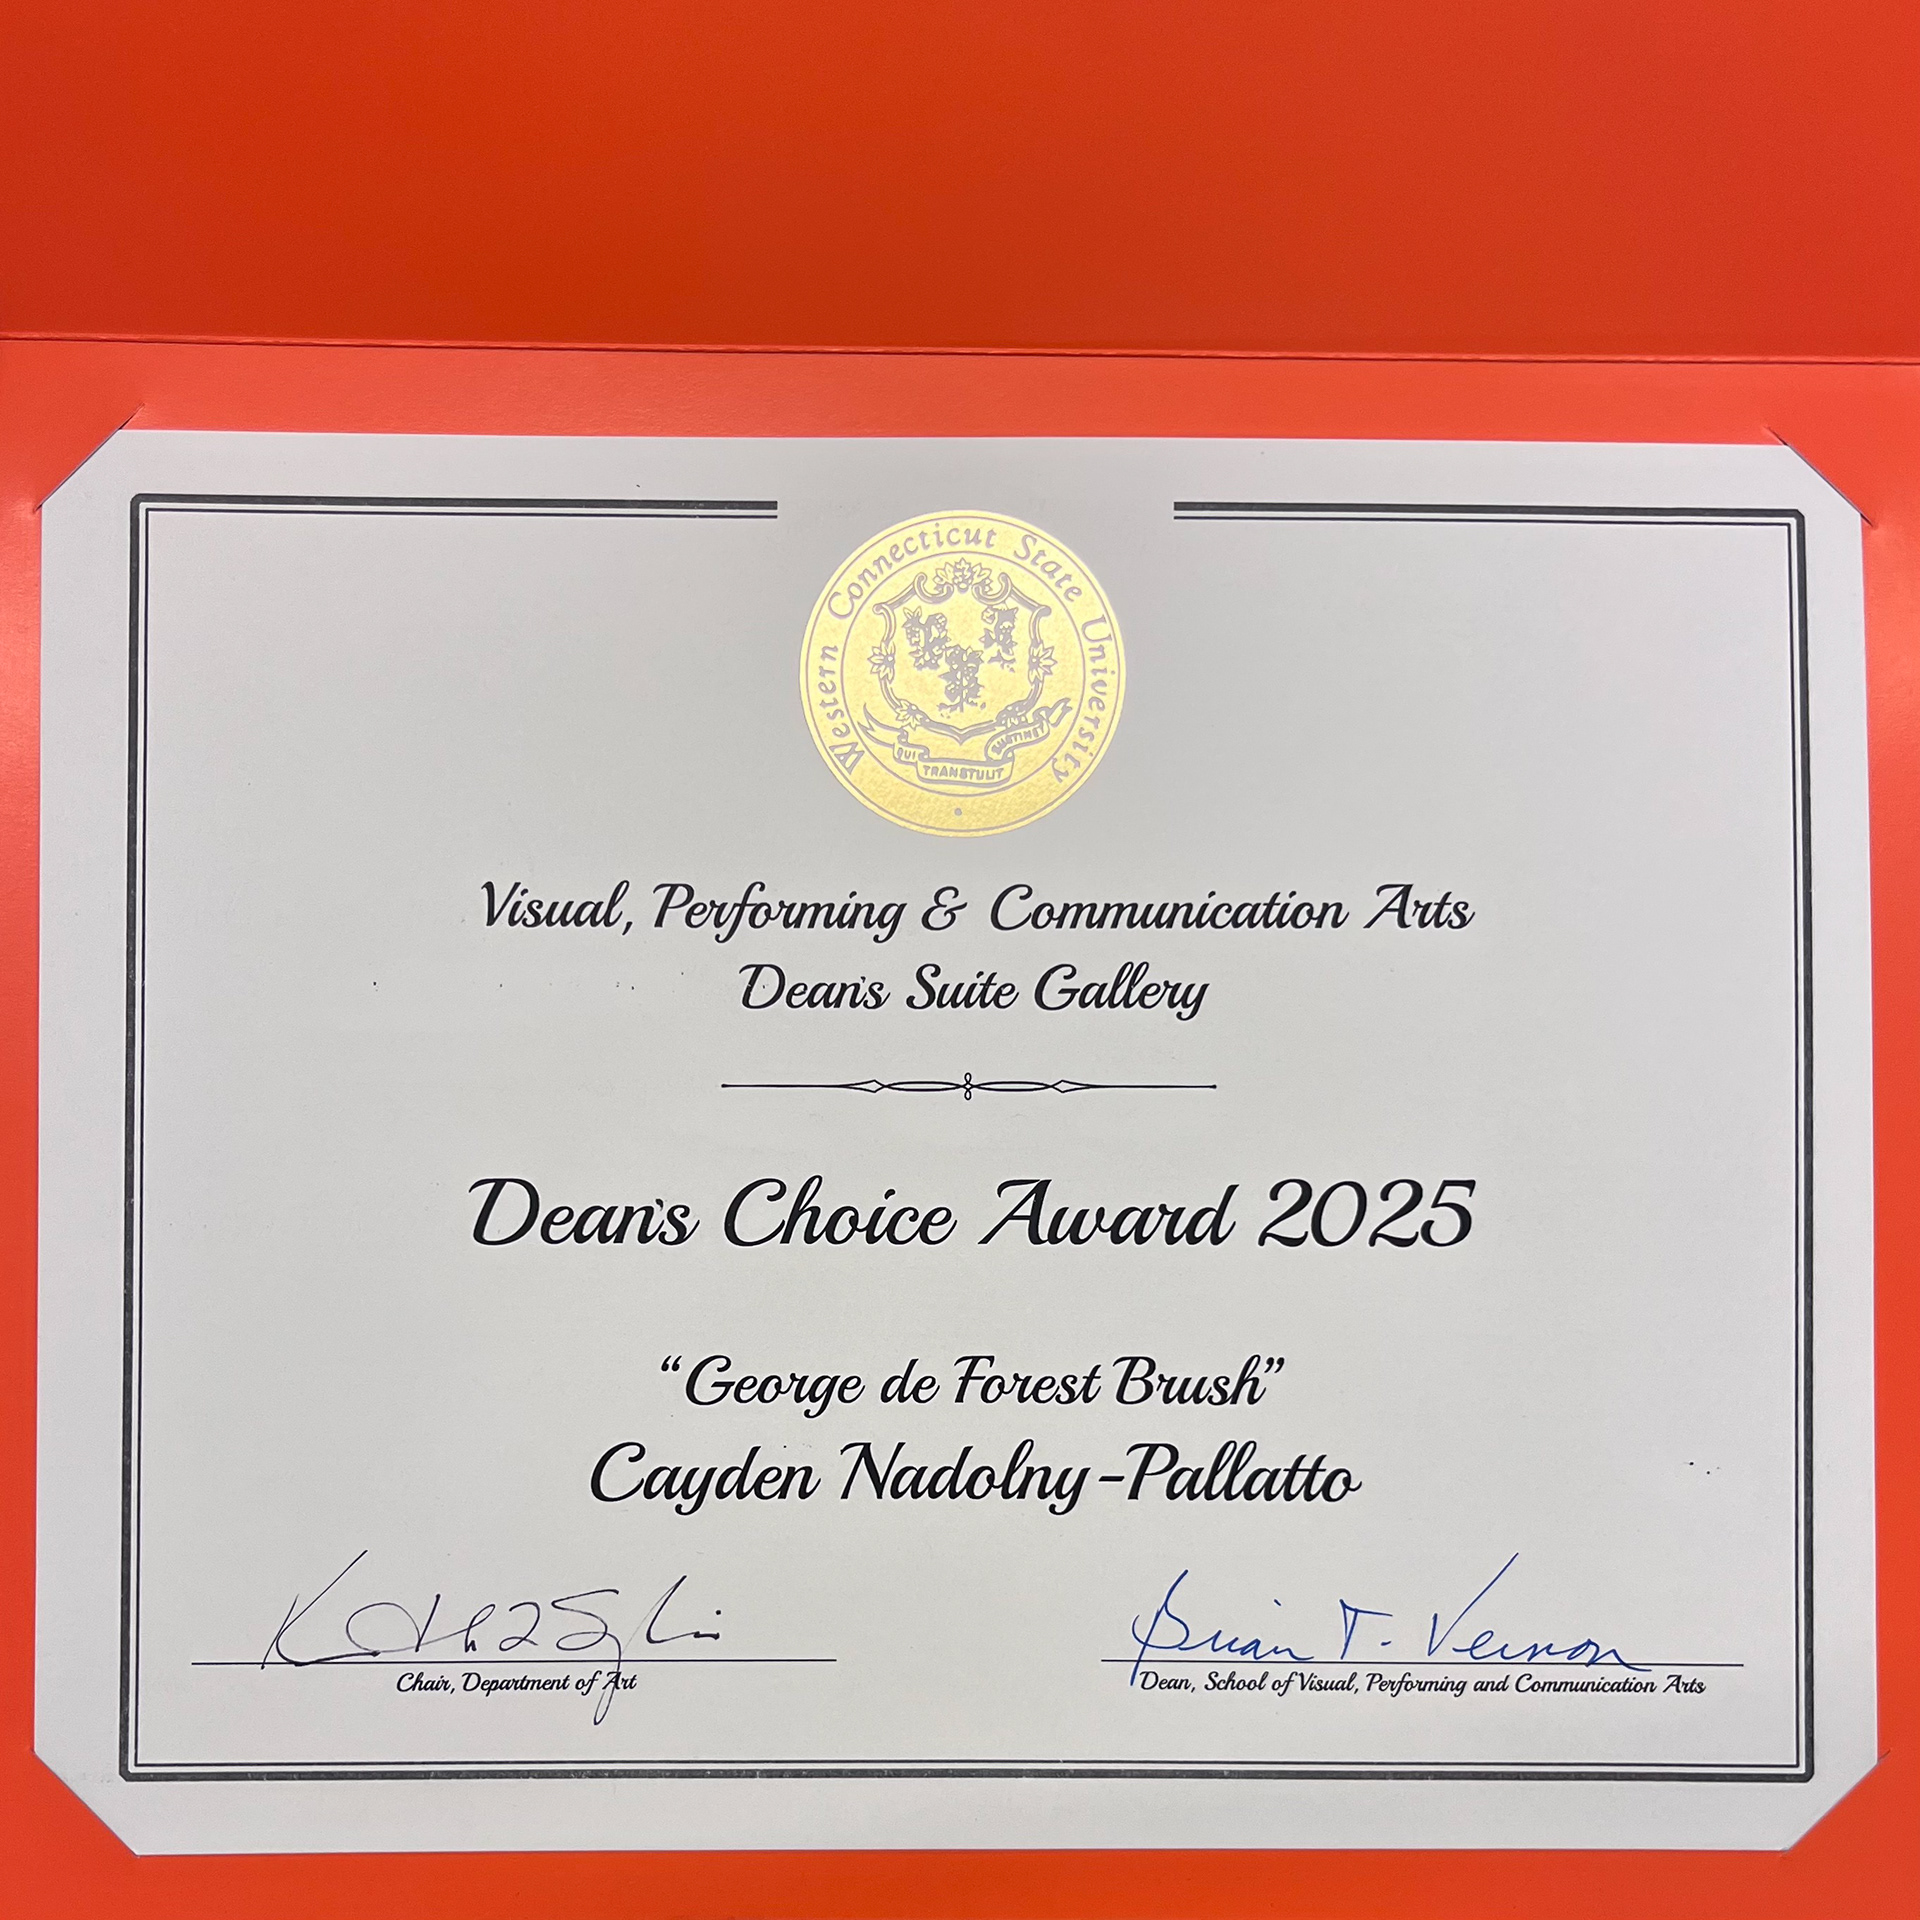 Western Connecticut State University
QUI TRANSTULIT SUSTINET
Visual, Performing & Communication Arts
Dean's Suite Gallery
Dean's Choice Award 2025
“George de Forest Brush”
Cayden Nadolny-Pallatto
Brian T. Vernon
Chair, Department of Art
Dean, School of Visual, Performing and Communication Arts